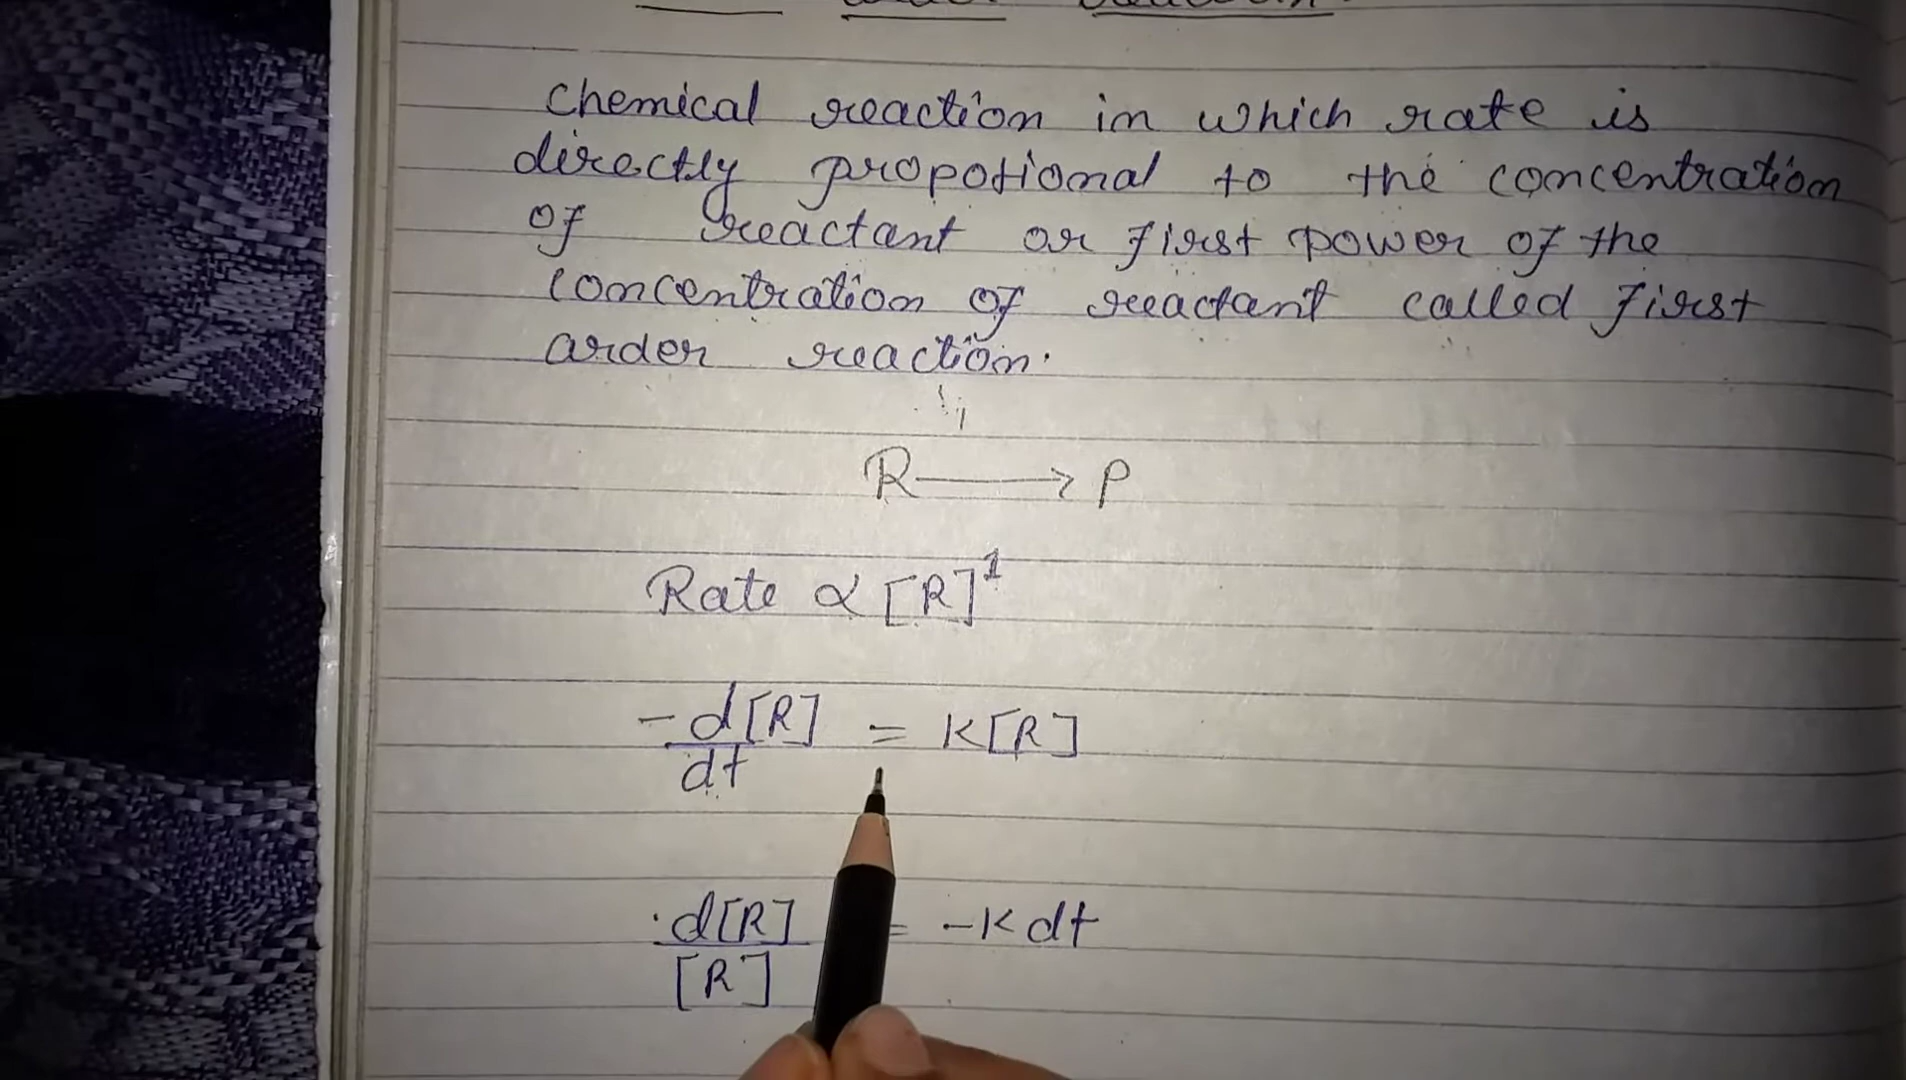 chemical reaction in which rate is
directly propotional to the concentration
of reactant or first power of the
concentration of reactant called first
arder reaction.
R ⟶ P
Rate ∝ [R]¹
-d[R]/dt = K[R]
d[R]/[R] = -K dt